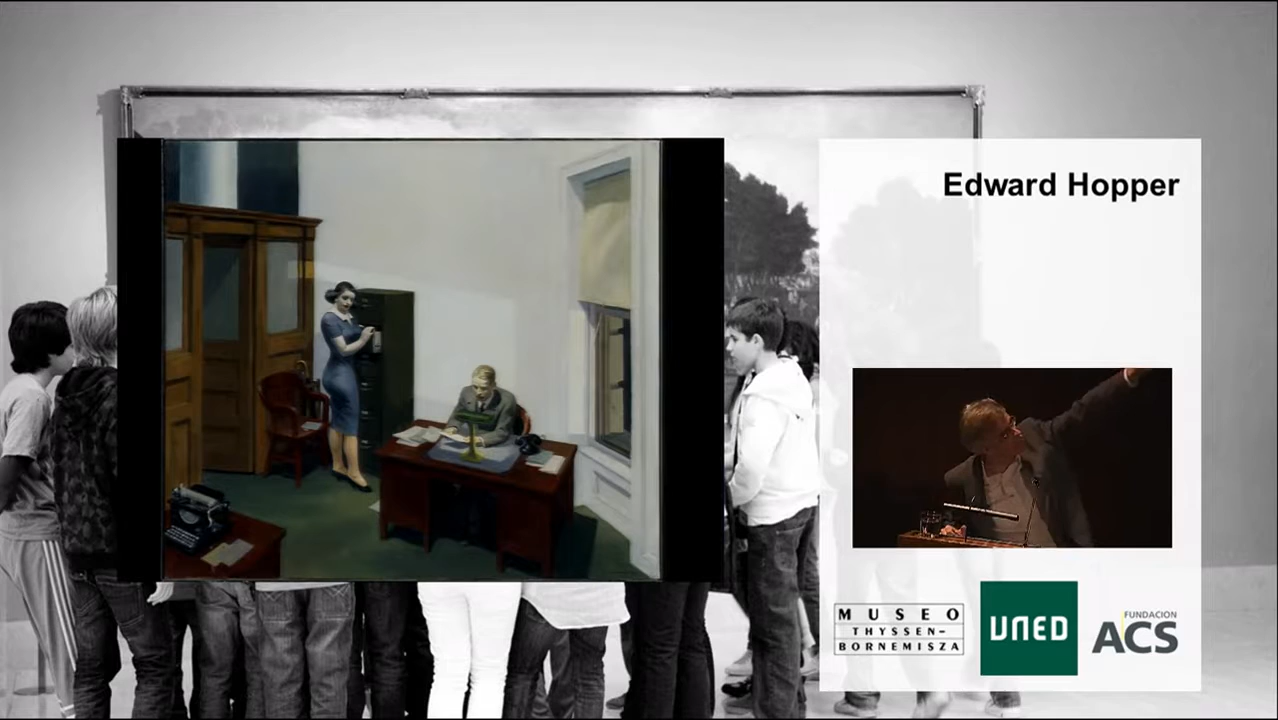 Edward Hopper
MUSEO
THYSSEN-
BORNEMISZA
UNED
FUNDACION
ACS